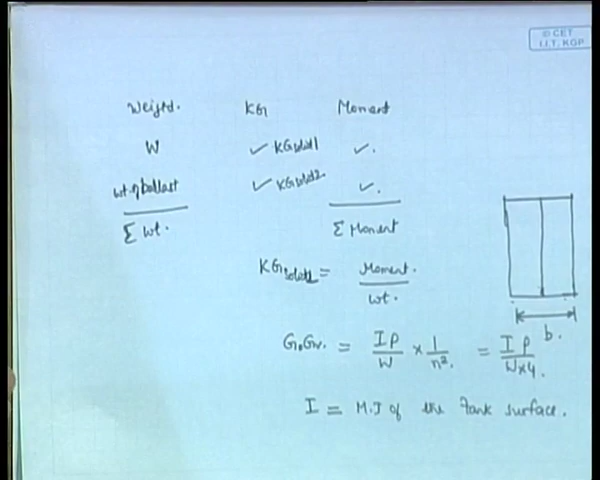 © CET
I.I.T. KGP
Weight. KG Moment
W ✓ KGsolid1 ✓.
wt. of ballast ✓ KGsolid2 ✓.
Σ wt. Σ Moment
KGsolid = Moment. / wt.
G₀Gv. = Iρ/W × 1/n². = Iρ/W×4.
b.
I = M.I of the Tank surface.